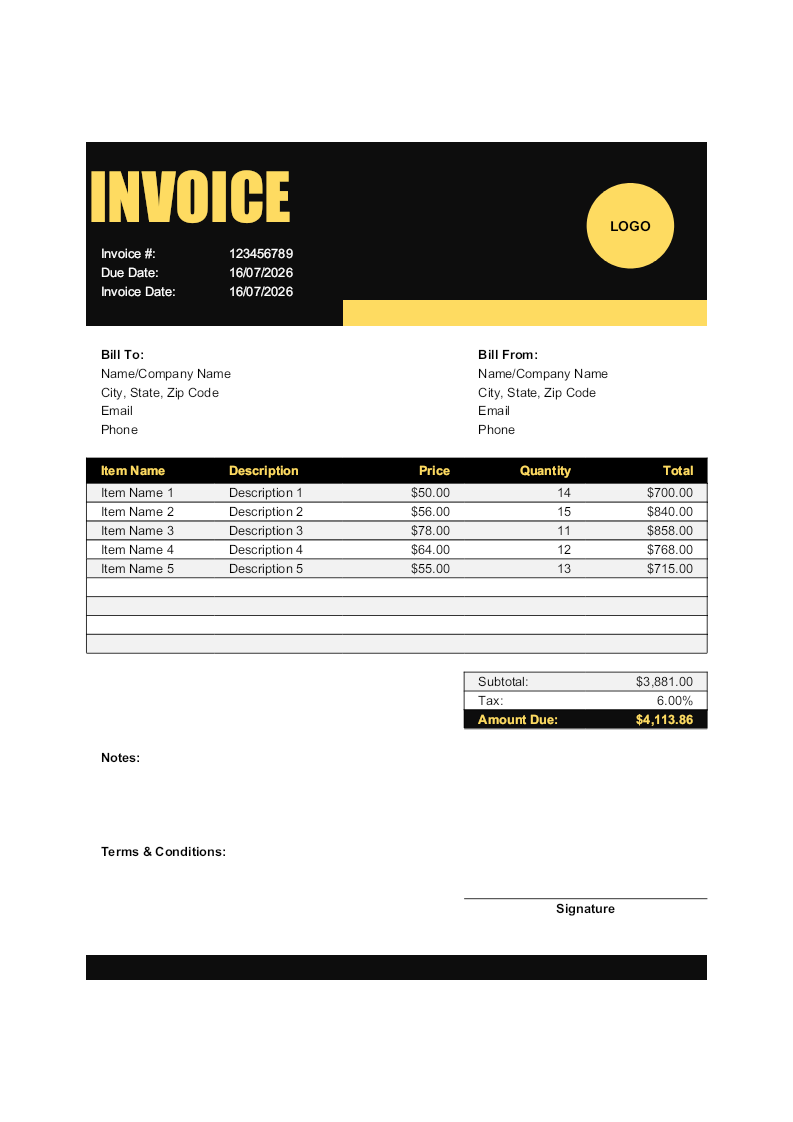 INVOICE
LOGO
Invoice #: 123456789
Due Date: 16/07/2026
Invoice Date: 16/07/2026
Bill To: Bill From:
Name/Company Name Name/Company Name
City, State, Zip Code City, State, Zip Code
Email Email
Phone Phone
Item Name Description Price Quantity Total
Item Name 1 Description 1 $50.00 14 $700.00
Item Name 2 Description 2 $56.00 15 $840.00
Item Name 3 Description 3 $78.00 11 $858.00
Item Name 4 Description 4 $64.00 12 $768.00
Item Name 5 Description 5 $55.00 13 $715.00
Subtotal: $3,881.00
Tax: 6.00%
Amount Due: $4,113.86
Notes:
Terms & Conditions:
Signature